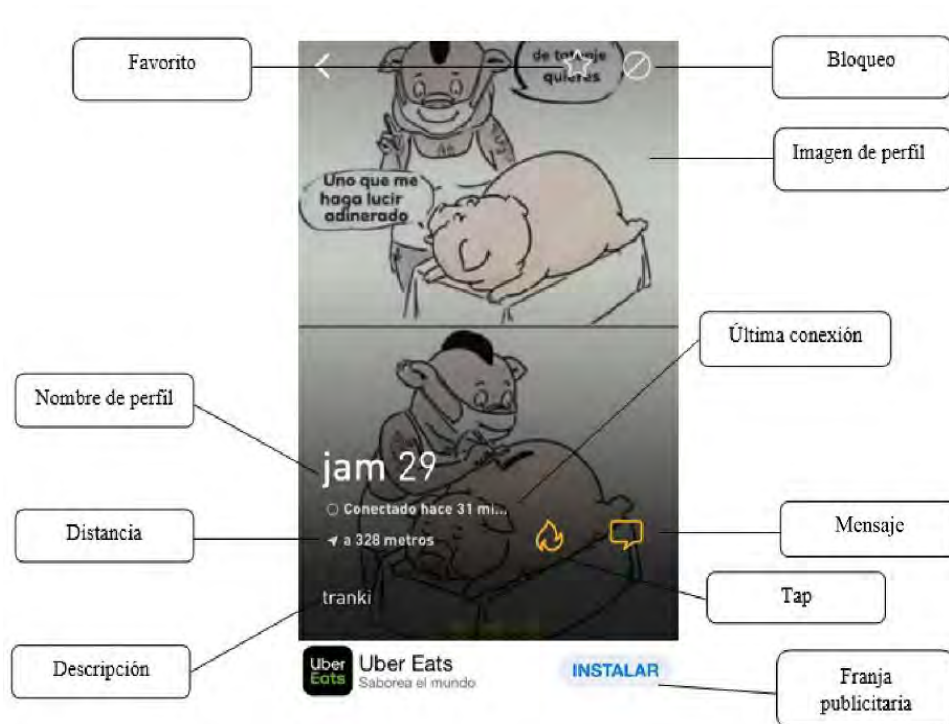 Favorito
de tatuaje
quieres
Bloqueo
Imagen de perfil
Uno que me
haga lucir
adinerado
Última conexión
Nombre de perfil
jam 29
Conectado hace 31 mi...
Distancia
a 328 metros
Mensaje
Tap
tranki
Descripción
Uber
Eats
Uber Eats
Saborea el mundo
INSTALAR
Franja
publicitaria